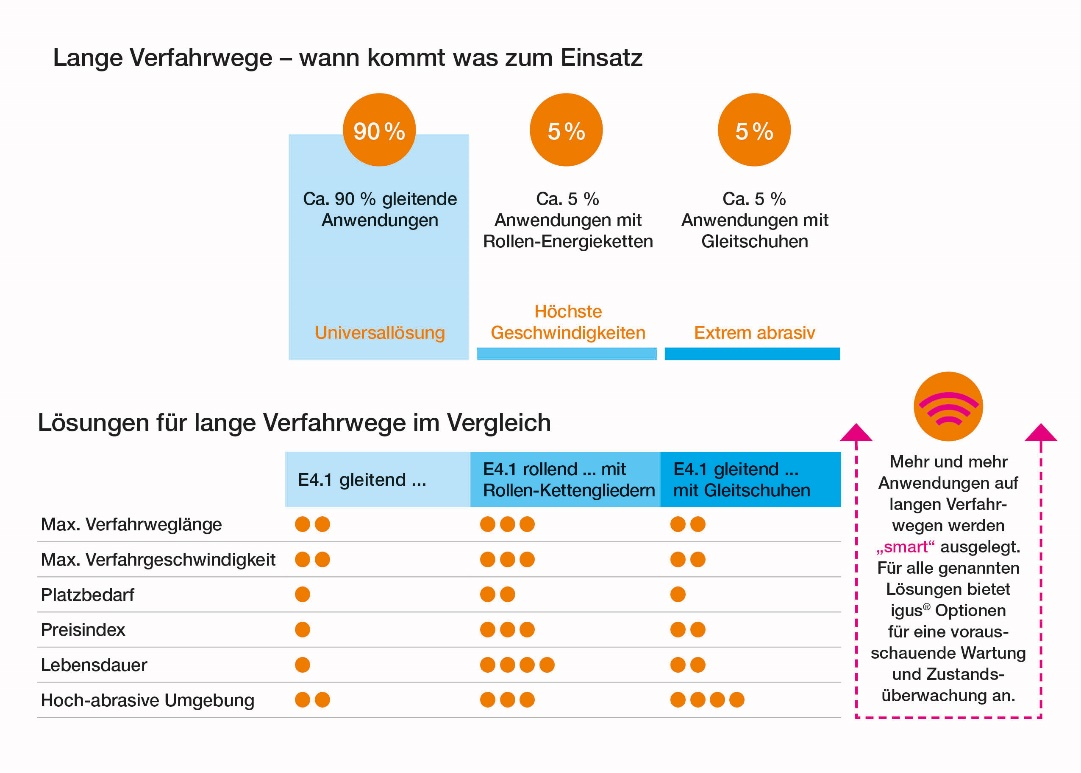 Lange Verfahrwege – wann kommt was zum Einsatz
90 %
5 %
5 %
Ca. 90 % gleitende
Anwendungen
Universallösung
Ca. 5 %
Anwendungen mit
Rollen-Energieketten
Höchste
Geschwindigkeiten
Ca. 5 %
Anwendungen mit
Gleitschuhen
Extrem abrasiv
Lösungen für lange Verfahrwege im Vergleich
E4.1 gleitend ...
E4.1 rollend ... mit
Rollen-Kettengliedern
E4.1 gleitend ...
mit Gleitschuhen
Max. Verfahrweglänge
Max. Verfahrgeschwindigkeit
Platzbedarf
Preisindex
Lebensdauer
Hoch-abrasive Umgebung
Mehr und mehr
Anwendungen auf
langen Verfahr-
wegen werden
„smart“ ausgelegt.
Für alle genannten
Lösungen bietet
igus® Optionen
für eine voraus-
schauende Wartung
und Zustands-
überwachung an.